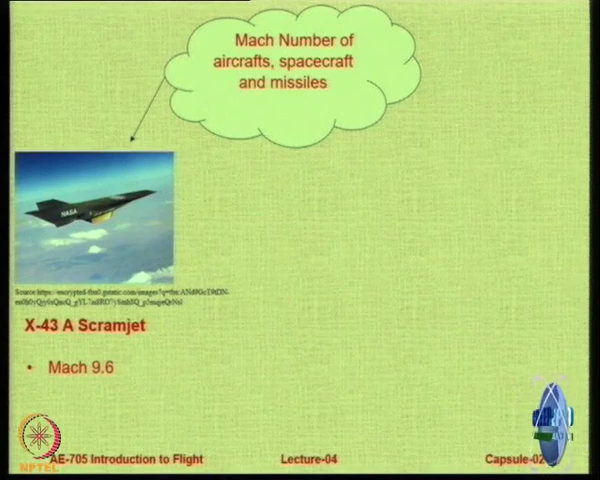 Mach Number of
aircrafts, spacecraft
and missiles
NASA
X-43 A Scramjet
• Mach 9.6
NPTEL
AE-705 Introduction to Flight
Lecture-04
Capsule-02